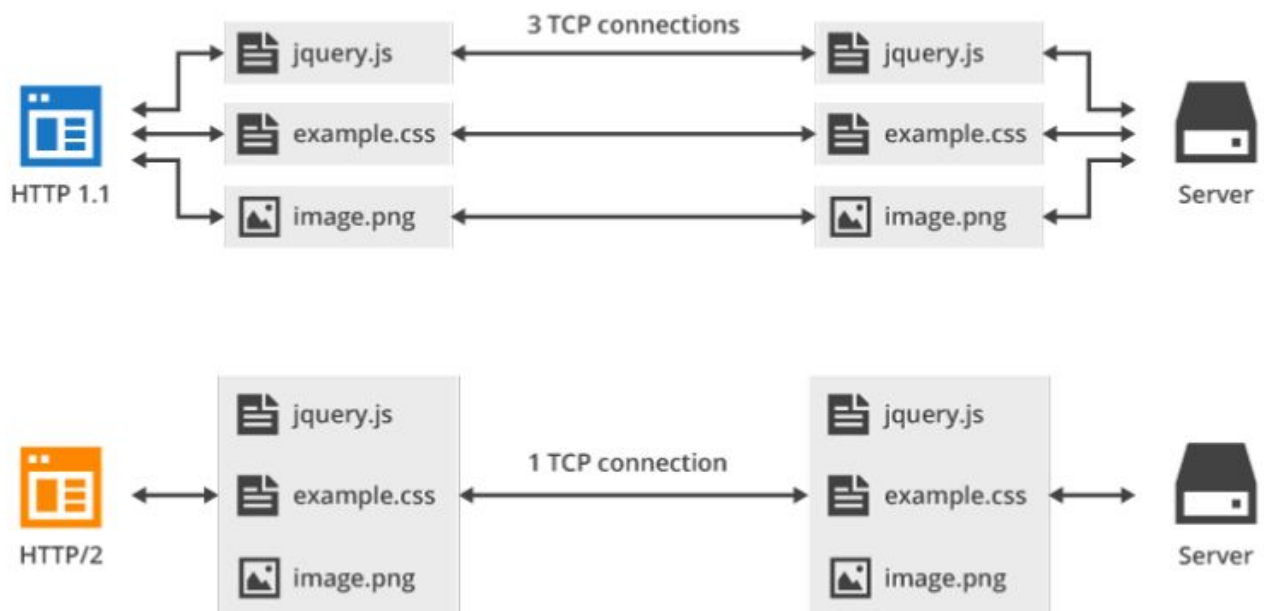 3 TCP connections
jquery.js
jquery.js
example.css
example.css
HTTP 1.1
Server
image.png
image.png
jquery.js
jquery.js
1 TCP connection
example.css
example.css
HTTP/2
Server
image.png
image.png